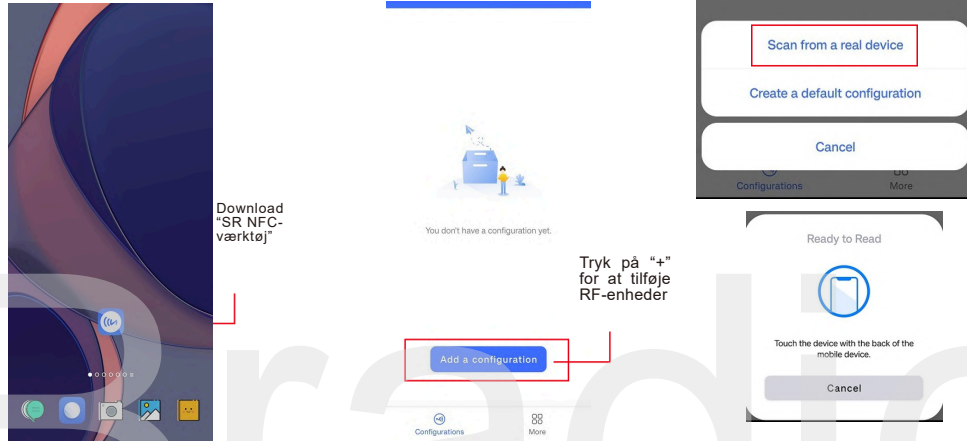 Download
“SR NFC-
værktøj”
You don't have a configuration yet.
Tryk på “+”
for at tilføje
RF-enheder
Add a configuration
Configurations
More
Scan from a real device
Create a default configuration
Cancel
Configurations
More
Ready to Read
Touch the device with the back of the
mobile device.
Cancel
Bradin